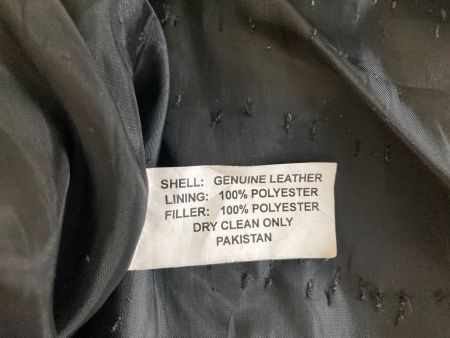 SHELL: GENUINE LEATHER
LINING: 100% POLYESTER
FILLER: 100% POLYESTER
DRY CLEAN ONLY
PAKISTAN